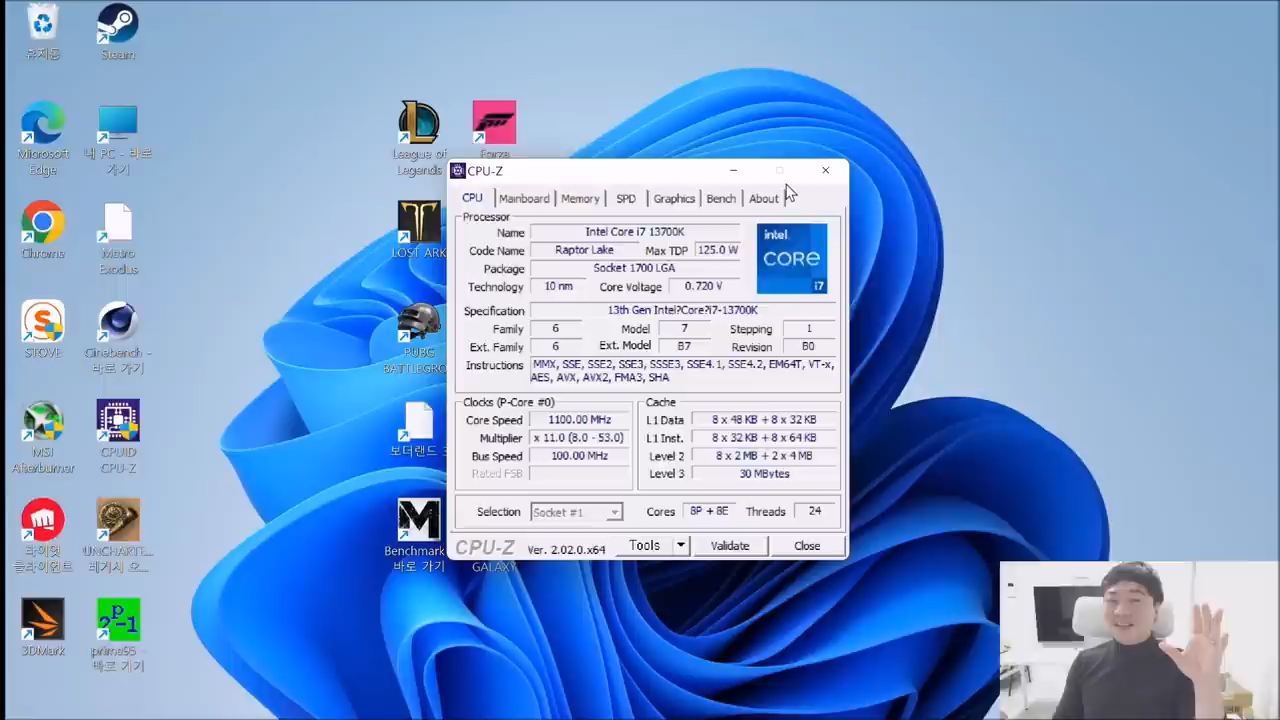 휴지통
Steam
Microsoft
Edge
내 PC - 바로
가기
League of
Legends
Forza
Chrome
Metro
Exodus
LOST ARK
STOVE
Cinebench -
바로 가기
PUBG
BATTLEGRO
MSI
Afterburner
CPUID
CPU-Z
보더랜드 3
라이엇
클라이언트
UNCHARTE...
레거시 오...
Benchmark
바로 가기
GALAXY
3DMark
prime95 -
바로 가기
CPU-Z
CPU
Mainboard
Memory
SPD
Graphics
Bench
About
Processor
Name Intel Core i7 13700K
Code Name Raptor Lake Max TDP 125.0 W
Package Socket 1700 LGA
Technology 10 nm Core Voltage 0.720 V
intel
CORE
i7
Specification 13th Gen Intel?Core?i7-13700K
Family 6 Model 7 Stepping 1
Ext. Family 6 Ext. Model B7 Revision B0
Instructions MMX, SSE, SSE2, SSE3, SSSE3, SSE4.1, SSE4.2, EM64T, VT-x,
AES, AVX, AVX2, FMA3, SHA
Clocks (P-Core #0)
Core Speed 1100.00 MHz
Multiplier x 11.0 (8.0 - 53.0)
Bus Speed 100.00 MHz
Rated FSB
Cache
L1 Data 8 x 48 KB + 8 x 32 KB
L1 Inst. 8 x 32 KB + 8 x 64 KB
Level 2 8 x 2 MB + 2 x 4 MB
Level 3 30 MBytes
Selection Socket #1 Cores 8P + 8E Threads 24
CPU-Z Ver. 2.02.0.x64 Tools Validate Close